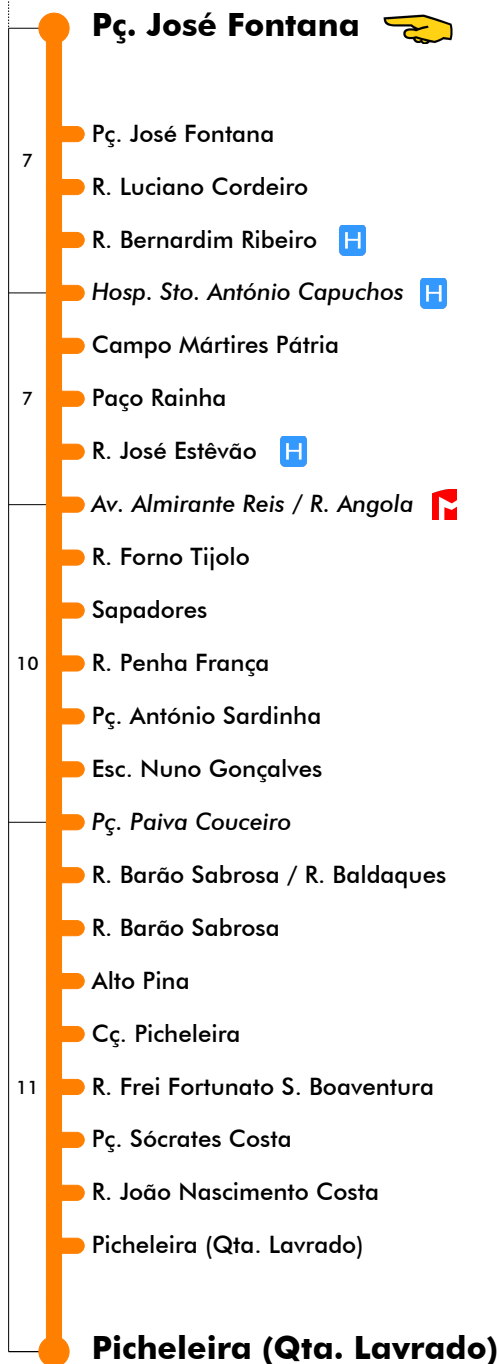 Pç. José Fontana
Pç. José Fontana
7
R. Luciano Cordeiro
R. Bernardim Ribeiro H
Hosp. Sto. António Capuchos H
Campo Mártires Pátria
7 Paço Rainha
R. José Estêvão H
Av. Almirante Reis / R. Angola
R. Forno Tijolo
Sapadores
10 R. Penha França
Pç. António Sardinha
Esc. Nuno Gonçalves
Pç. Paiva Couceiro
R. Barão Sabrosa / R. Baldaques
R. Barão Sabrosa
Alto Pina
Cç. Picheleira
11 R. Frei Fortunato S. Boaventura
Pç. Sócrates Costa
R. João Nascimento Costa
Picheleira (Qta. Lavrado)
Picheleira (Qta. Lavrado)